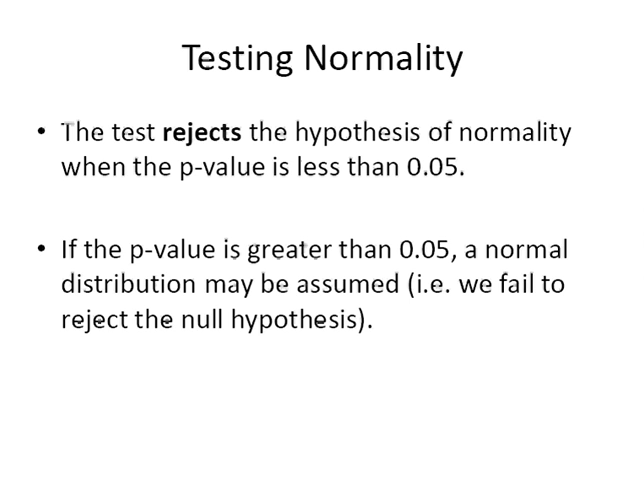 Testing Normality
• The test rejects the hypothesis of normality
when the p-value is less than 0.05.
• If the p-value is greater than 0.05, a normal
distribution may be assumed (i.e. we fail to
reject the null hypothesis).